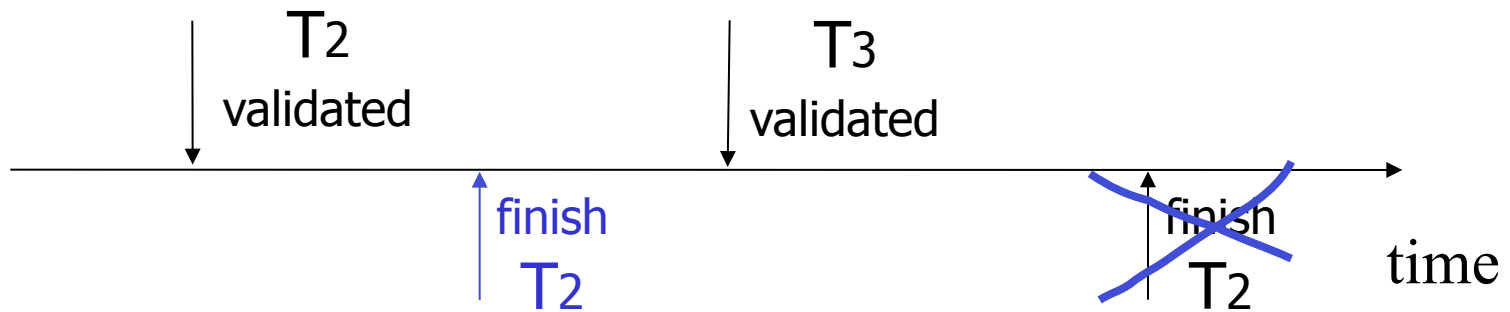 T2
validated
T3
validated
finish
T2
finish
T2
time